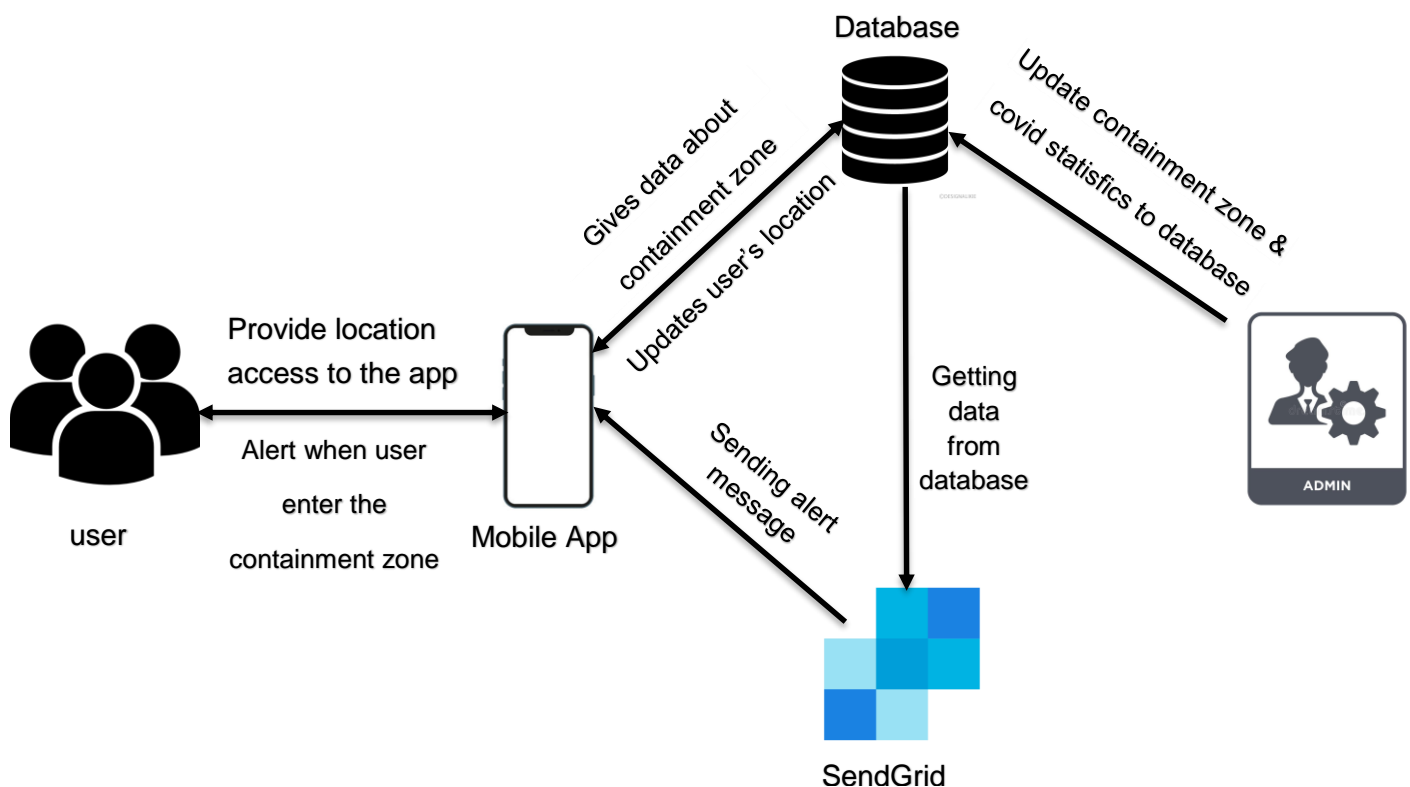 Database
Update containment zone &
covid statisfics to database
Gives data about
containment zone
Updates user's location
Provide location
access to the app
Alert when user
enter the
containment zone
user
Mobile App
Getting
data
from
database
Sending alert
message
ADMIN
SendGrid